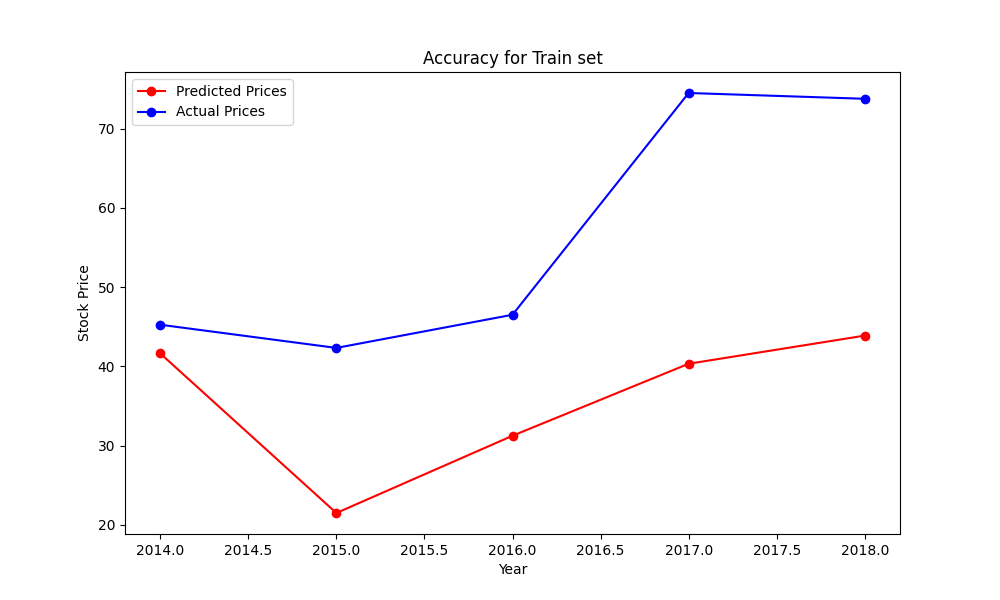 Accuracy for Train set
Predicted Prices
Actual Prices
Stock Price
70
60
50
40
30
20
2014.0 2014.5 2015.0 2015.5 2016.0 2016.5 2017.0 2017.5 2018.0
Year